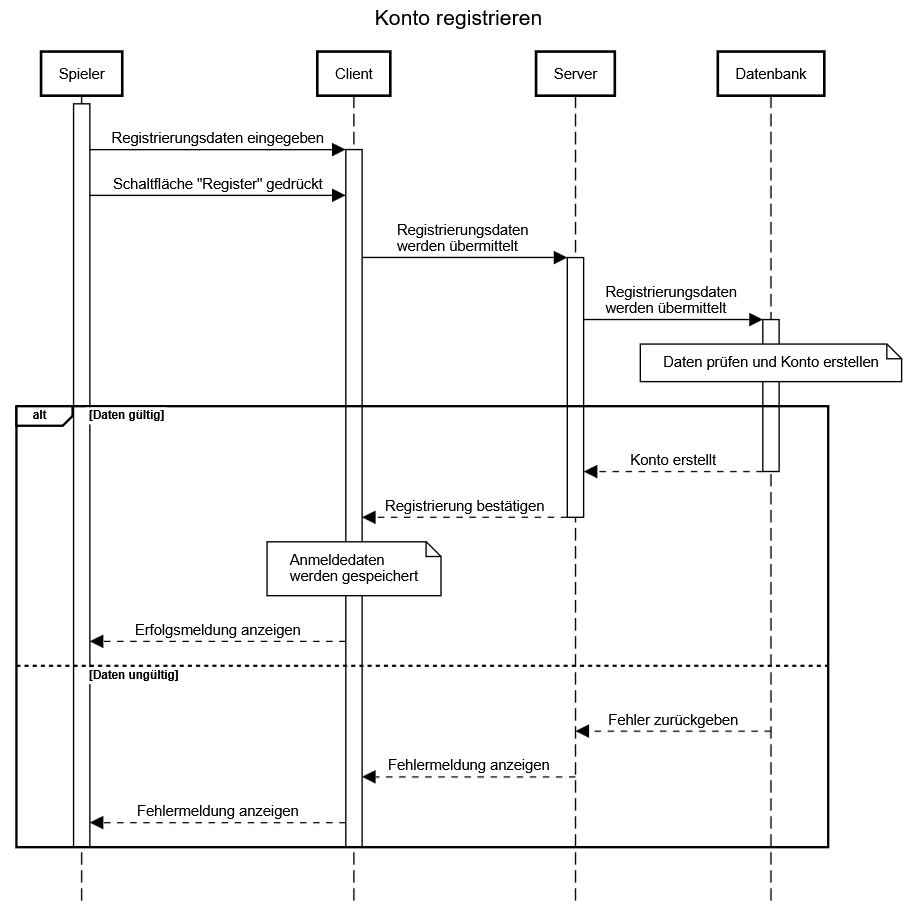 Konto registrieren
Spieler
Client
Server
Datenbank
Registrierungsdaten eingegeben
Schaltfläche "Register" gedrückt
Registrierungsdaten
werden übermittelt
Registrierungsdaten
werden übermittelt
Daten prüfen und Konto erstellen
alt
[Daten gültig]
Konto erstellt
Registrierung bestätigen
Anmeldedaten
werden gespeichert
Erfolgsmeldung anzeigen
[Daten ungültig]
Fehler zurückgeben
Fehlermeldung anzeigen
Fehlermeldung anzeigen